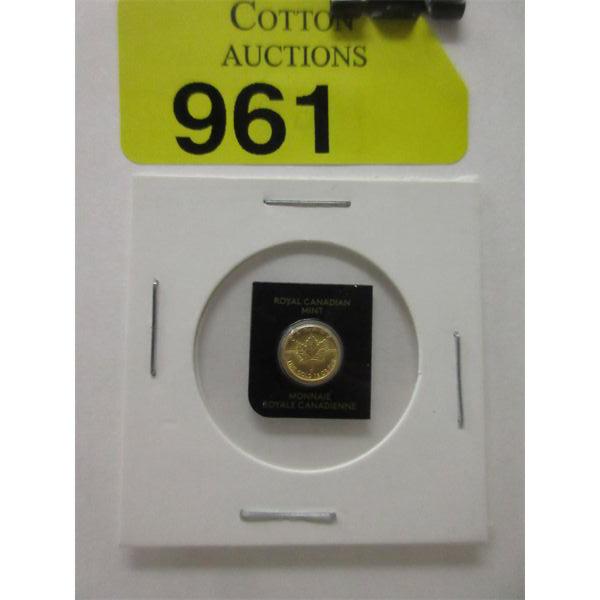 COTTON
AUCTIONS
961
ROYAL CANADIAN
MINT
MONNAIE
ROYALE CANADIENNE